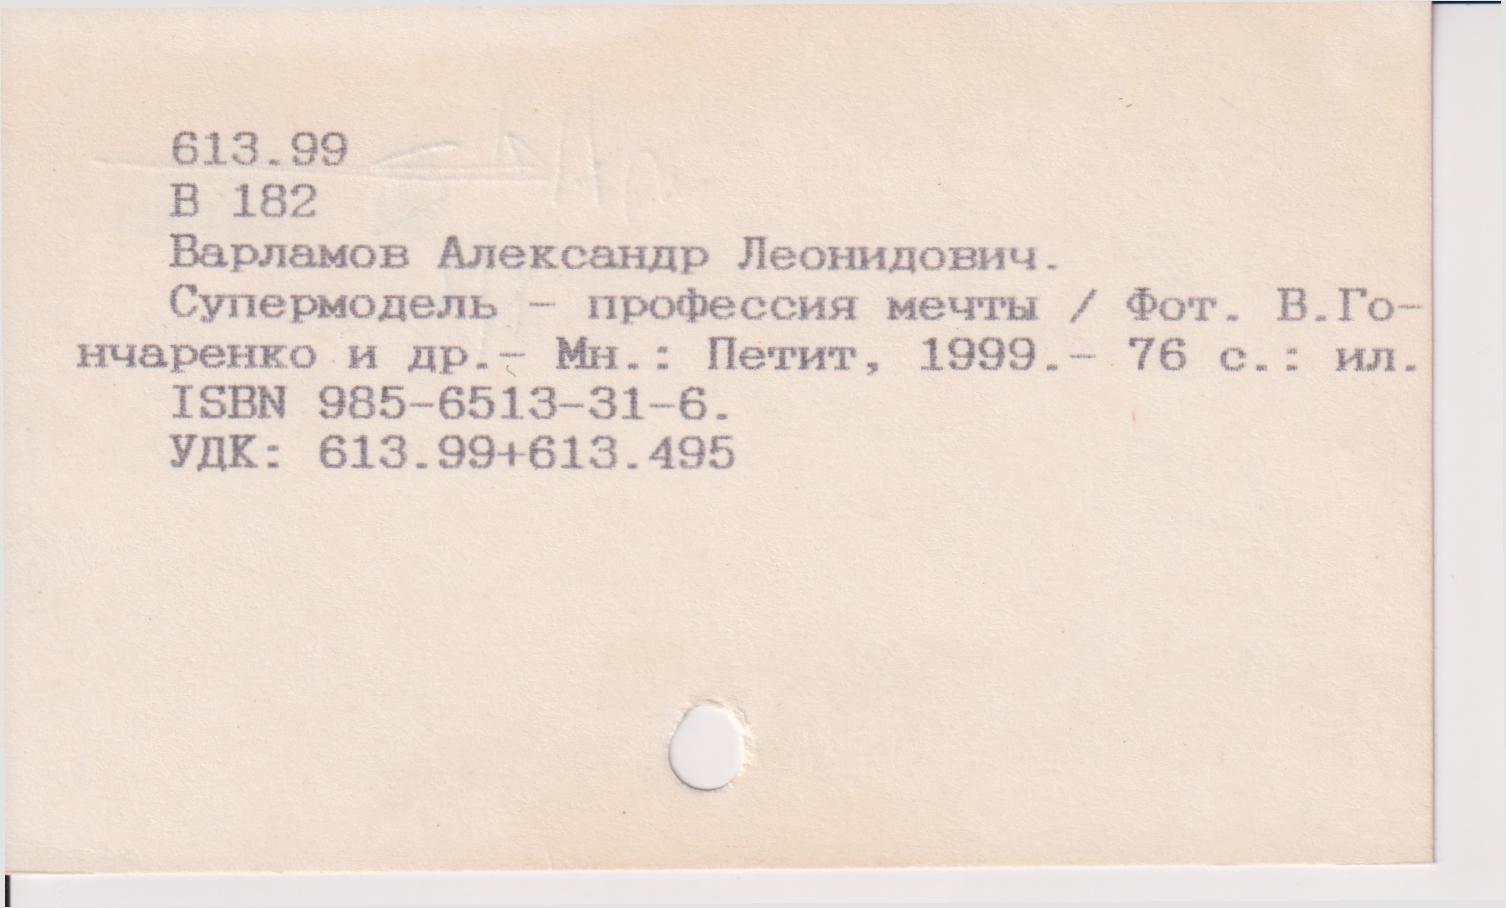 613.99
В 182
Варламов Александр Леонидович.
Супермодель - профессия мечты / Фот. В.Го-
нчаренко и др.- Мн.: Петит, 1999.- 76 с.: ил.
ISBN 985-6513-31-6.
УДК: 613.99+613.495